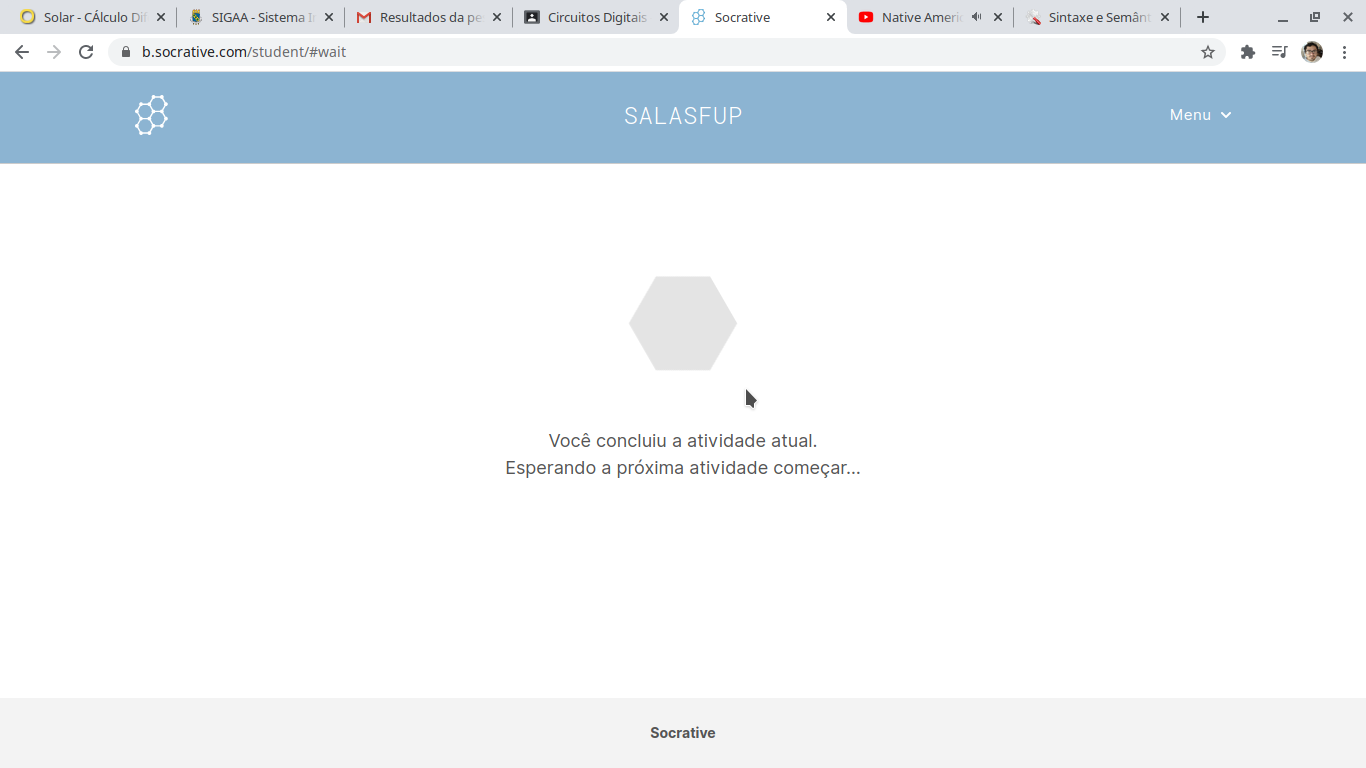 Solar - CÁlculo Dif
SIGAA - Sistema I
Resultados da pe
Circuitos Digitais
Socrative
Native Ameri
Sintaxe e Semânt
b.socrative.com/student/#wait
SALASFUP
Menu
Você concluiu a atividade atual.
Esperando a próxima atividade começar...
Socrative